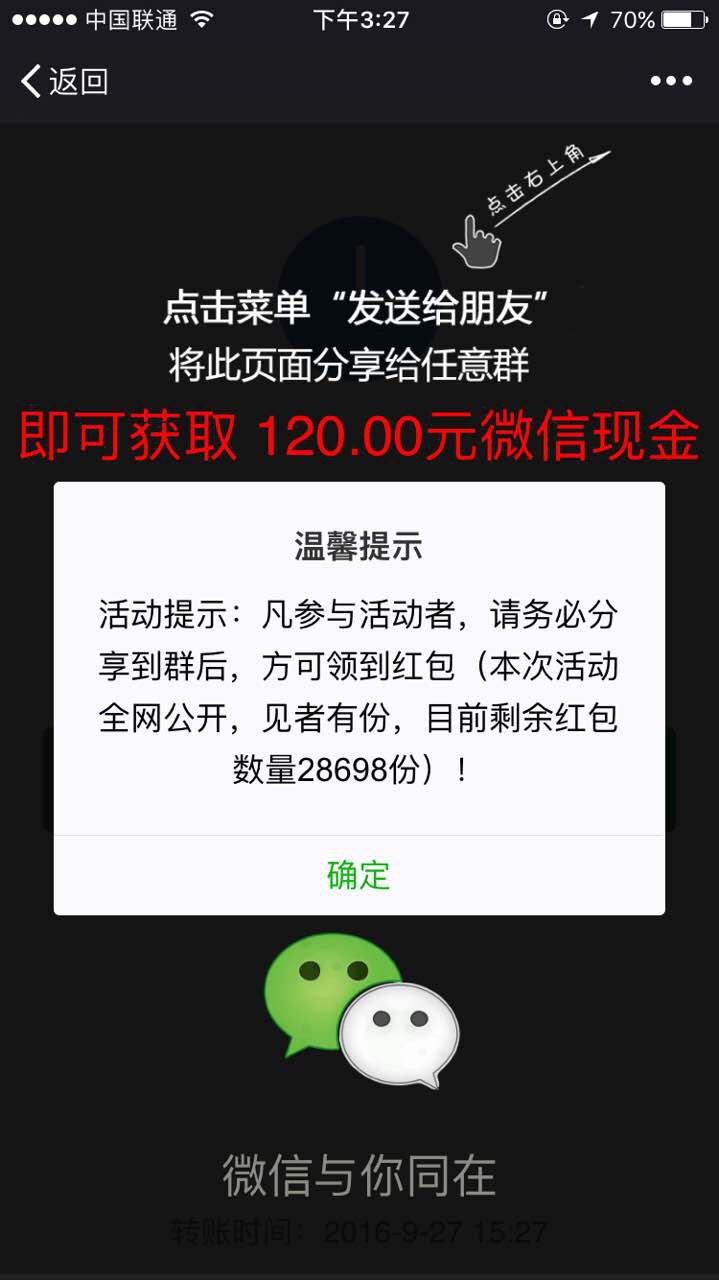 中国联通
下午3:27
70%
返回
点击右上角
点击菜单“发送给朋友”
将此页面分享给任意群
即可获取 120.00元微信现金
温馨提示
活动提示：凡参与活动者，请务必分
享到群后，方可领到红包（本次活动
全网公开，见者有份，目前剩余红包
数量28698份）！
确定
微信与你同在
转账时间：2016-9-27 15:27